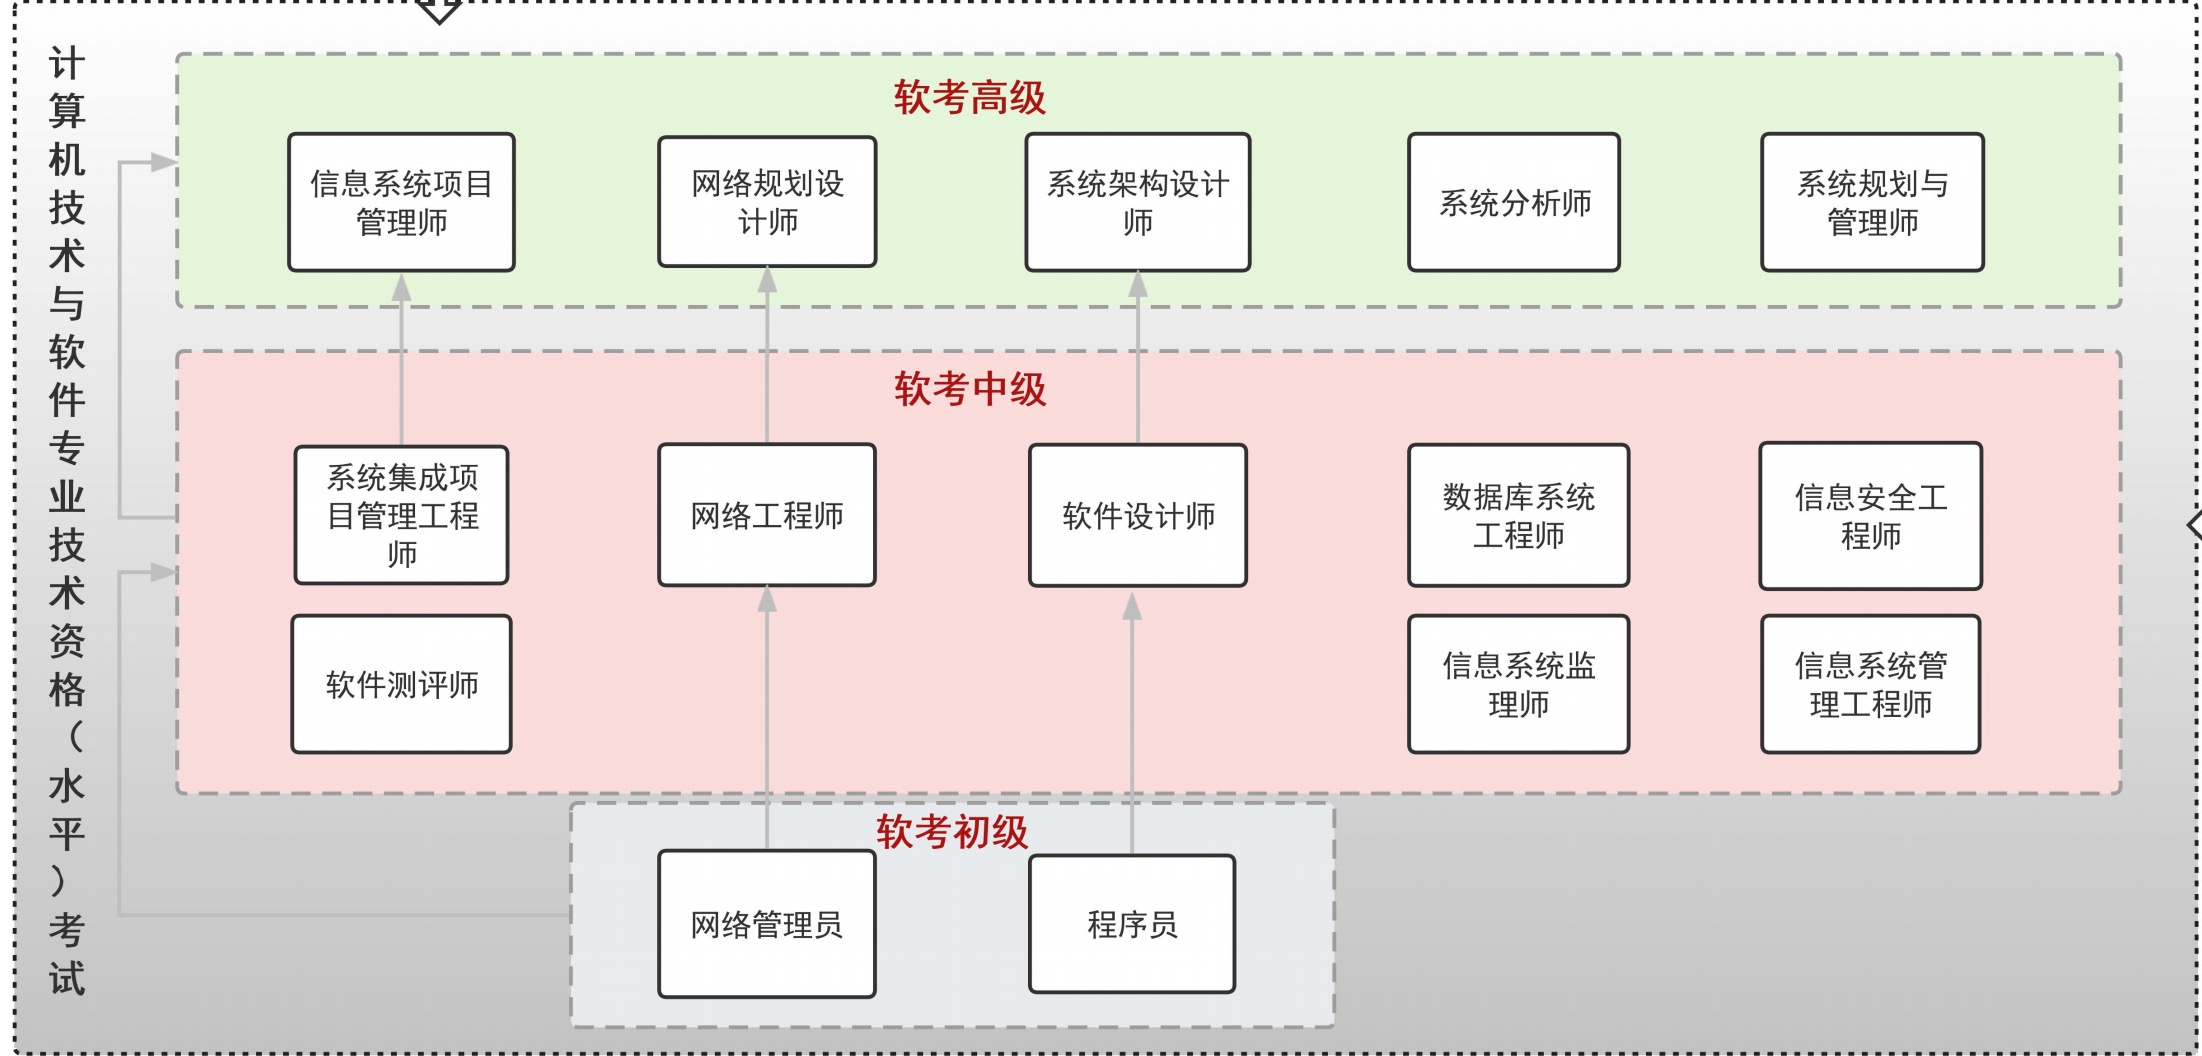 计算机技术与软件专业技术资格（水平）考试
软考高级
信息系统项目
管理师
网络规划设
计师
系统架构设计
师
系统分析师
系统规划与
管理师
软考中级
系统集成项
目管理工程
师
网络工程师
软件设计师
数据库系统
工程师
信息安全工
程师
软件测评师
信息系统监
理师
信息系统管
理工程师
软考初级
网络管理员
程序员